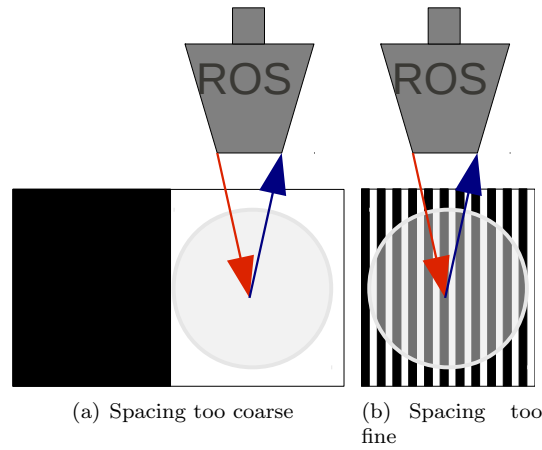 ROS
ROS
(a) Spacing too coarse
(b) Spacing too
fine